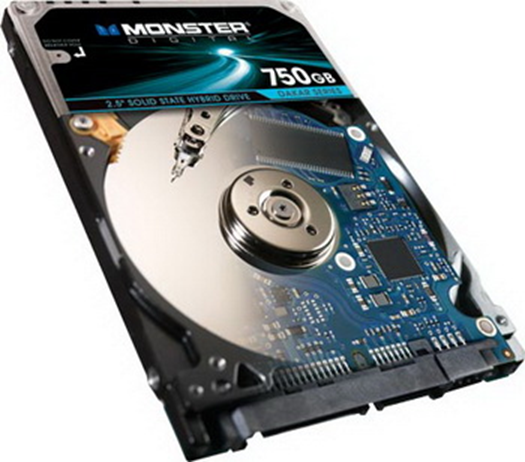 MONSTER
DIGITAL
750GB
2.5" SOLID STATE HYBRID DRIVE
DAKAR SERIES